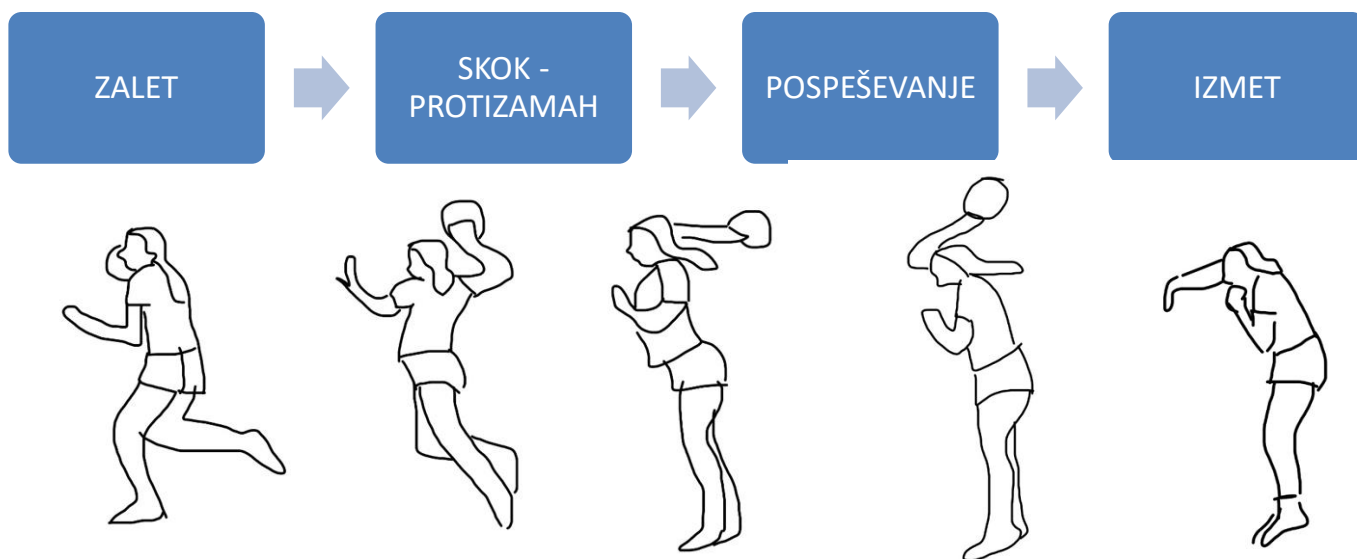 ZALET
SKOK -
PROTIZAMAH
POSPEŠEVANJE
IZMET